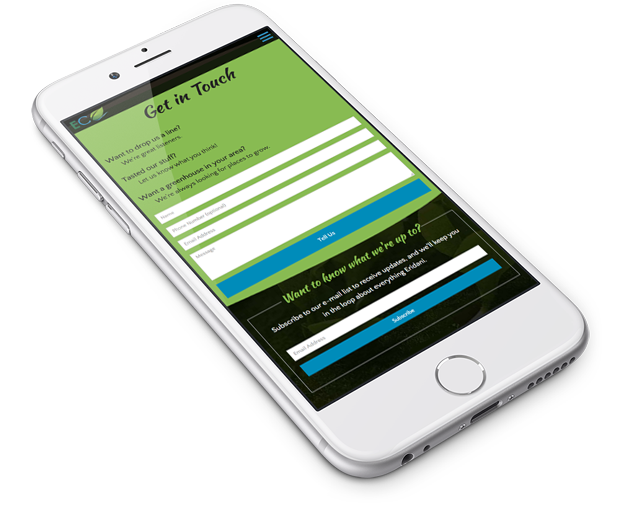 ECO
Get in Touch
Want to drop us a line?
We're great listeners.
Tasted our stuff?
Let us know what you think!
Want a greenhouse in your area?
We're always looking for places to grow.
Name
Phone Number (optional)
Email Address
Message
Tell Us
Want to know what we're up to?
Subscribe to our e-mail list to receive updates, and we'll keep you
in the loop about everything Eridani.
Email Address
Subscribe